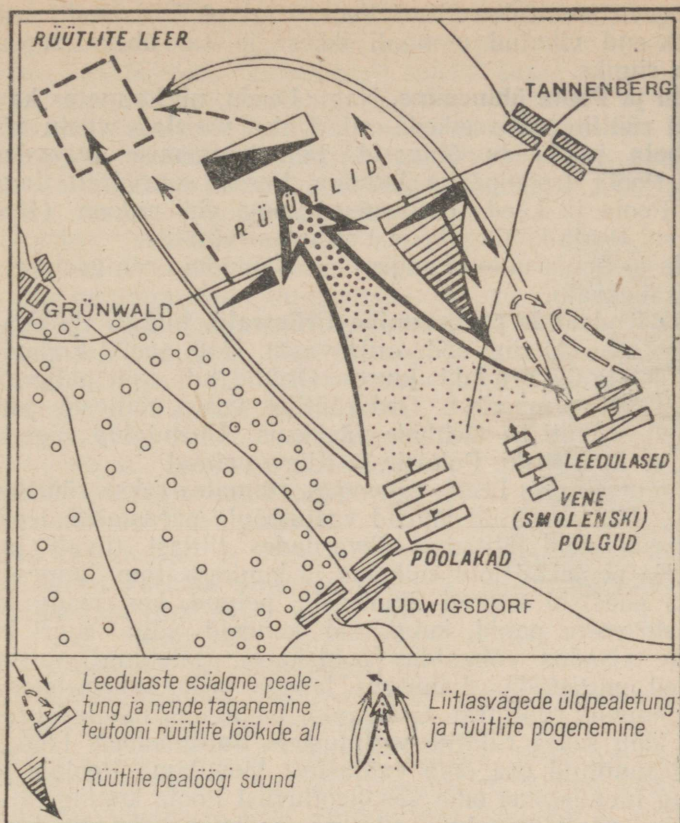 RÜÜTLITE LEER
TANNENBERG
RÜÜTLID
GRÜNWALD
LEEDULASED
VENE
(SMOLENSKI)
POLGUD
POOLAKAD
LUDWIGSDORF
Leedulaste esialgne peale-
tung ja nende taganemine
teutooni rüütlite löökide all
Rüütlite pealöögi suund
Liitlasvägede üldpealetung
ja rüütlite põgenemine